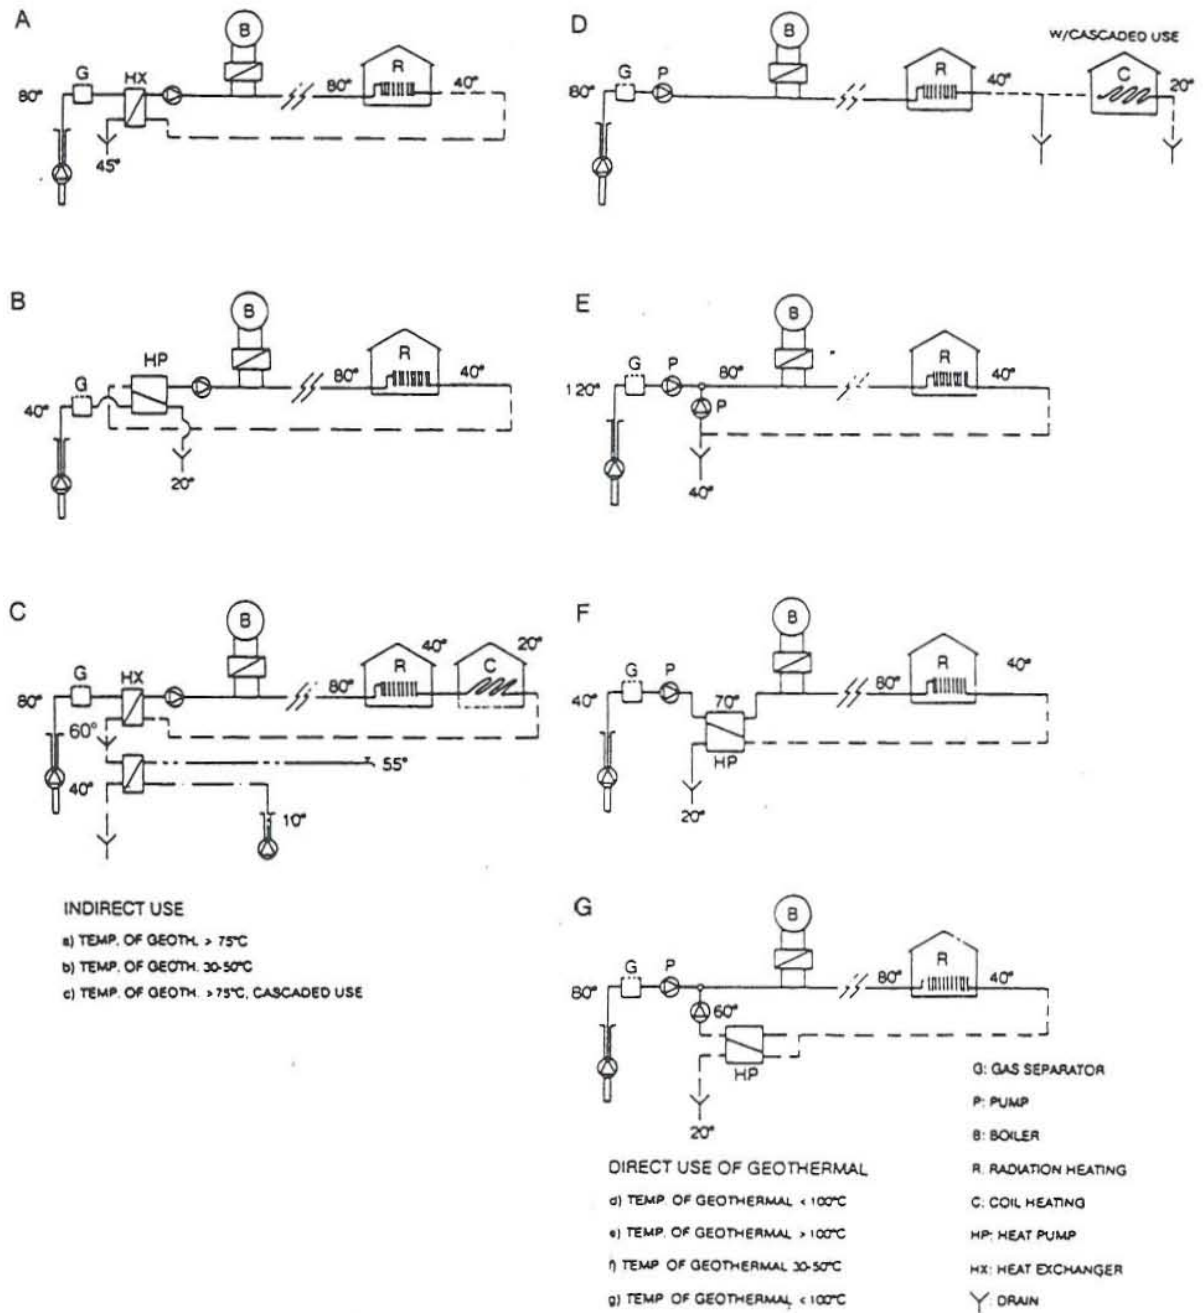 A
B
80°
G
HX
80°
R
40°
45°
D
B
W/CASCADED USE
80°
G
P
R
40°
C
20°
B
B
40°
G
HP
80°
R
40°
20°
E
B
120°
G
P
80°
R
40°
P
40°
C
B
80°
G
HX
80°
R
40°
C
20°
60°
55°
40°
10°
F
B
40°
G
P
70°
80°
R
40°
HP
20°
INDIRECT USE
a) TEMP. OF GEOTH. > 75°C
b) TEMP. OF GEOTH. 30-50°C
c) TEMP. OF GEOTH. >75°C, CASCADED USE
G
B
80°
G
P
80°
R
40°
60°
HP
20°
DIRECT USE OF GEOTHERMAL
d) TEMP. OF GEOTHERMAL < 100°C
e) TEMP. OF GEOTHERMAL > 100°C
f) TEMP OF GEOTHERMAL 30-50°C
g) TEMP OF GEOTHERMAL < 100°C
G: GAS SEPARATOR
P: PUMP
B: BOILER
R. RADIATION HEATING
C: COIL HEATING
HP: HEAT PUMP
HX: HEAT EXCHANGER
: DRAIN